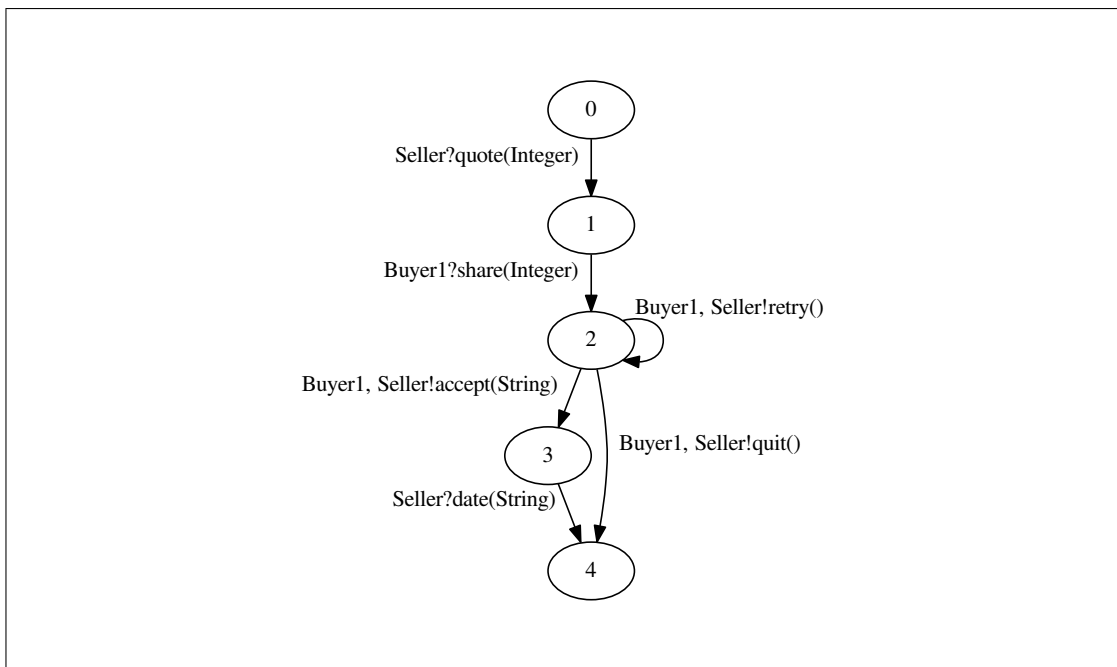 0
Seller?quote(Integer)
1
Buyer1?share(Integer)
Buyer1, Seller!retry()
2
Buyer1, Seller!accept(String)
Buyer1, Seller!quit()
3
Seller?date(String)
4